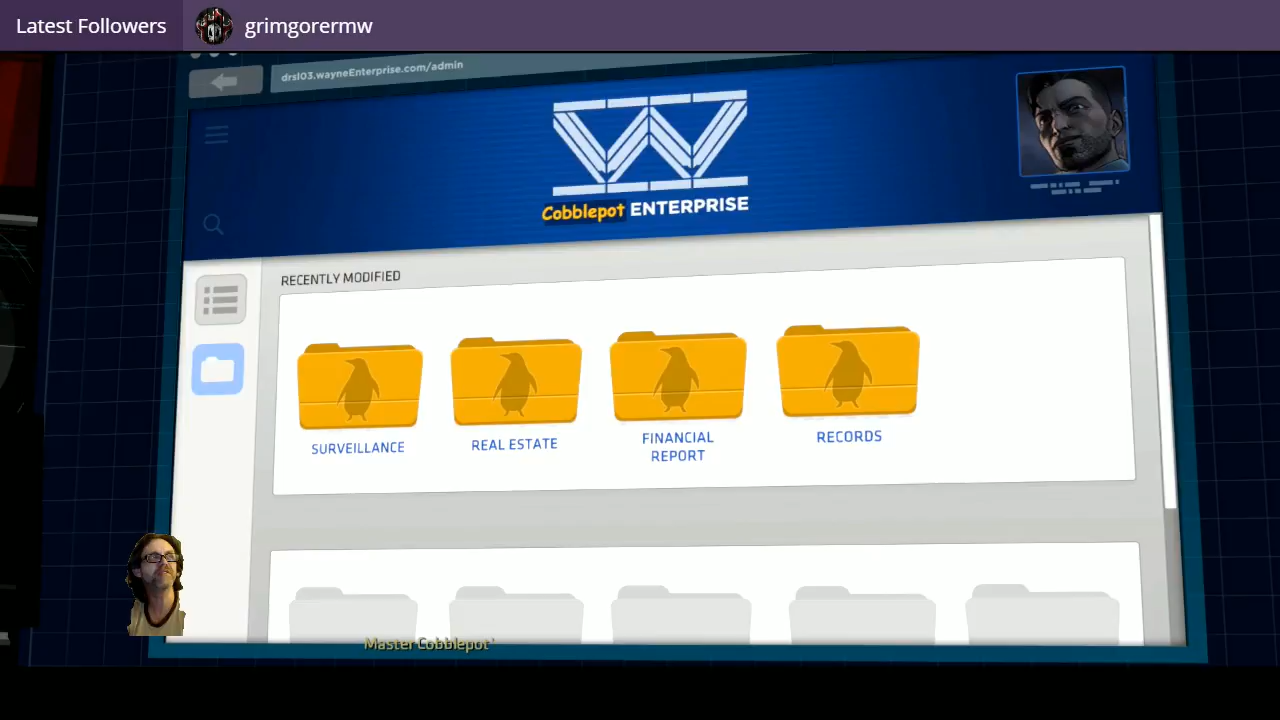 Latest Followers grimgorermw
drsl03.wayneEnterprise.com/admin
Cobblepot ENTERPRISE
RECENTLY MODIFIED
SURVEILLANCE
REAL ESTATE
FINANCIAL
REPORT
RECORDS
Master Cobblepot'